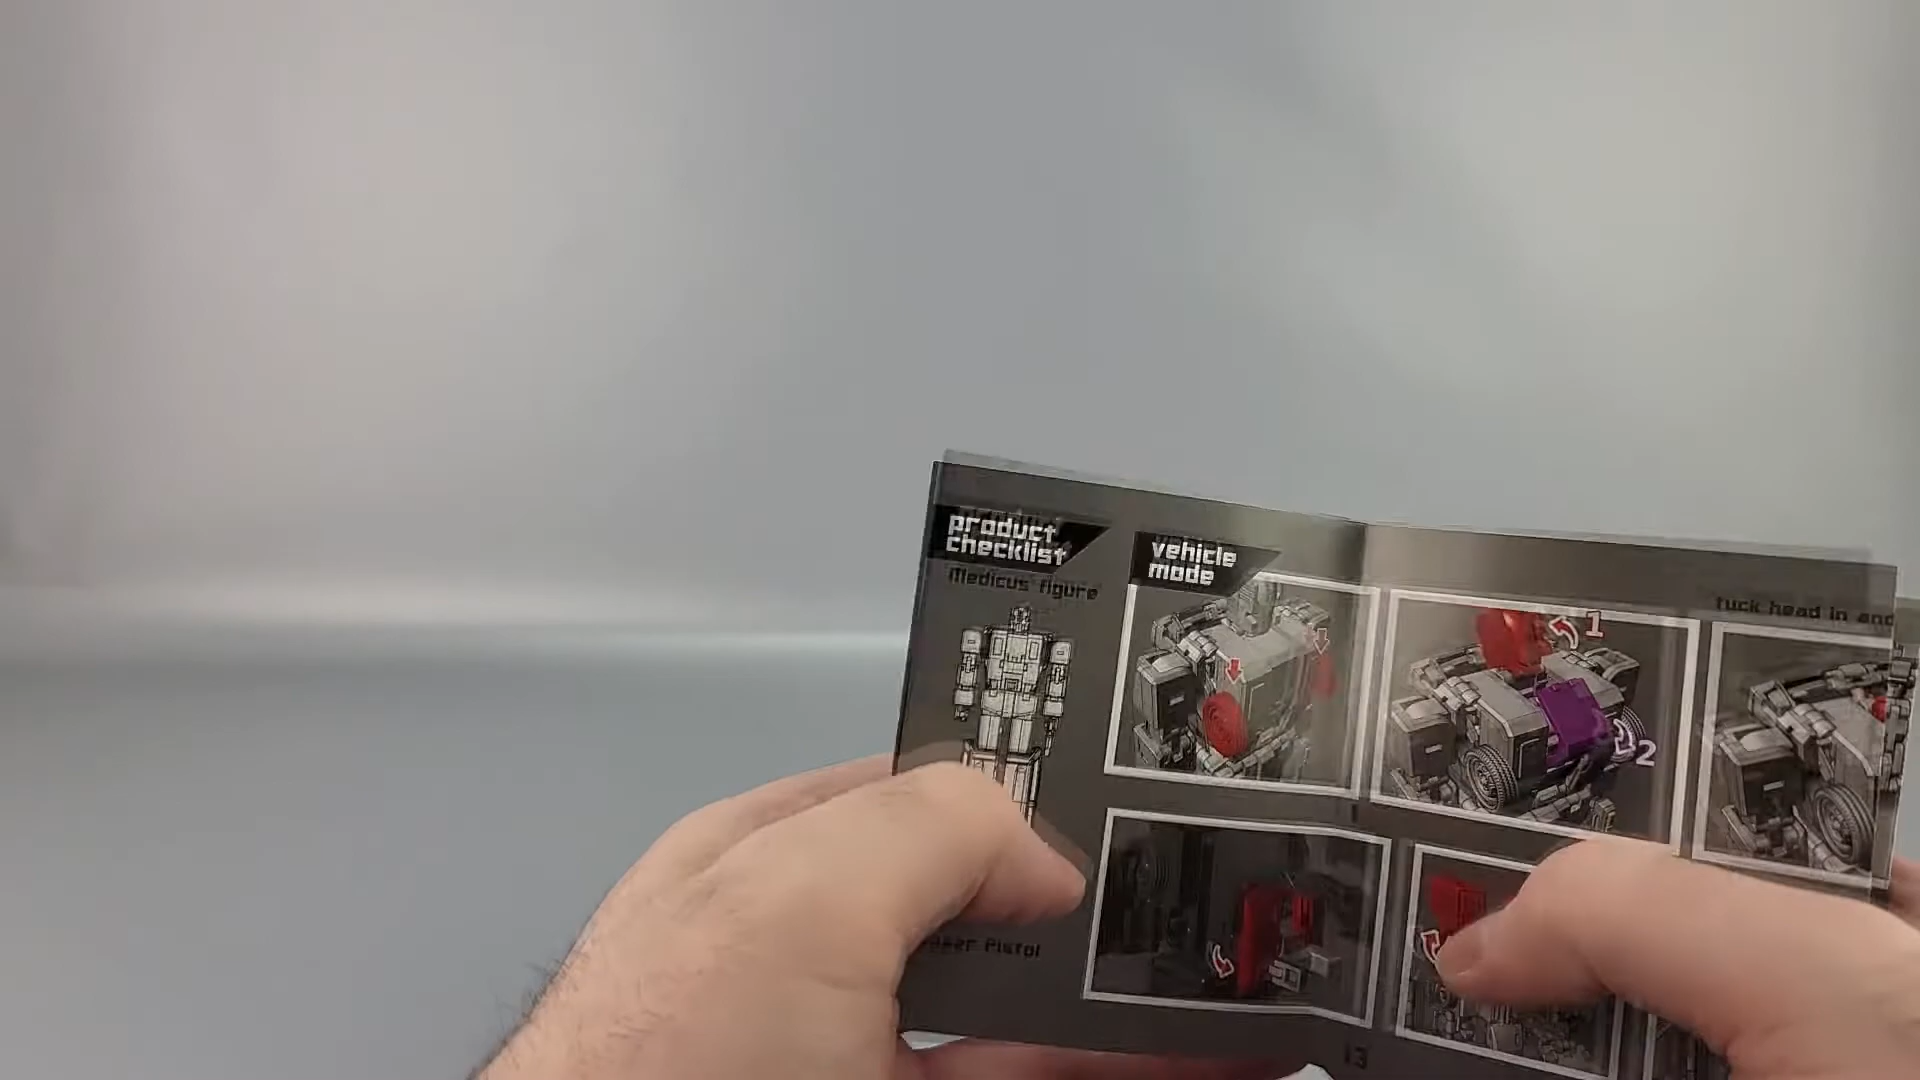 product
checklist
Medicus figure
vehicle
mode
1
2
tuck head in and
Pistol
13